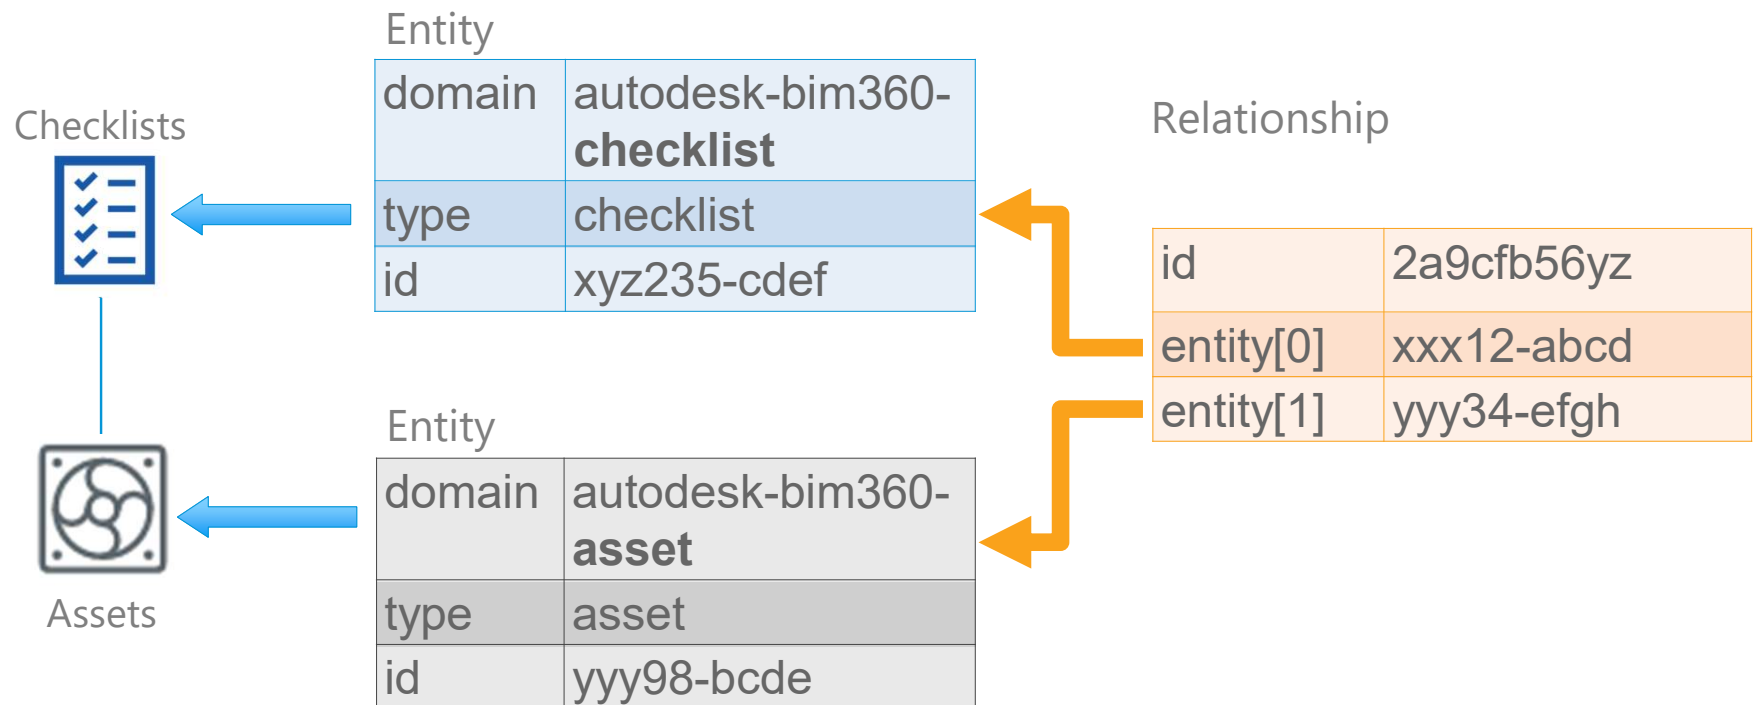 Checklists
Assets
Entity
domain autodesk-bim360-
checklist
type checklist
id xyz235-cdef
Entity
domain autodesk-bim360-
asset
type asset
id yyy98-bcde
Relationship
id 2a9cfb56yz
entity[0] xxx12-abcd
entity[1] yyy34-efgh